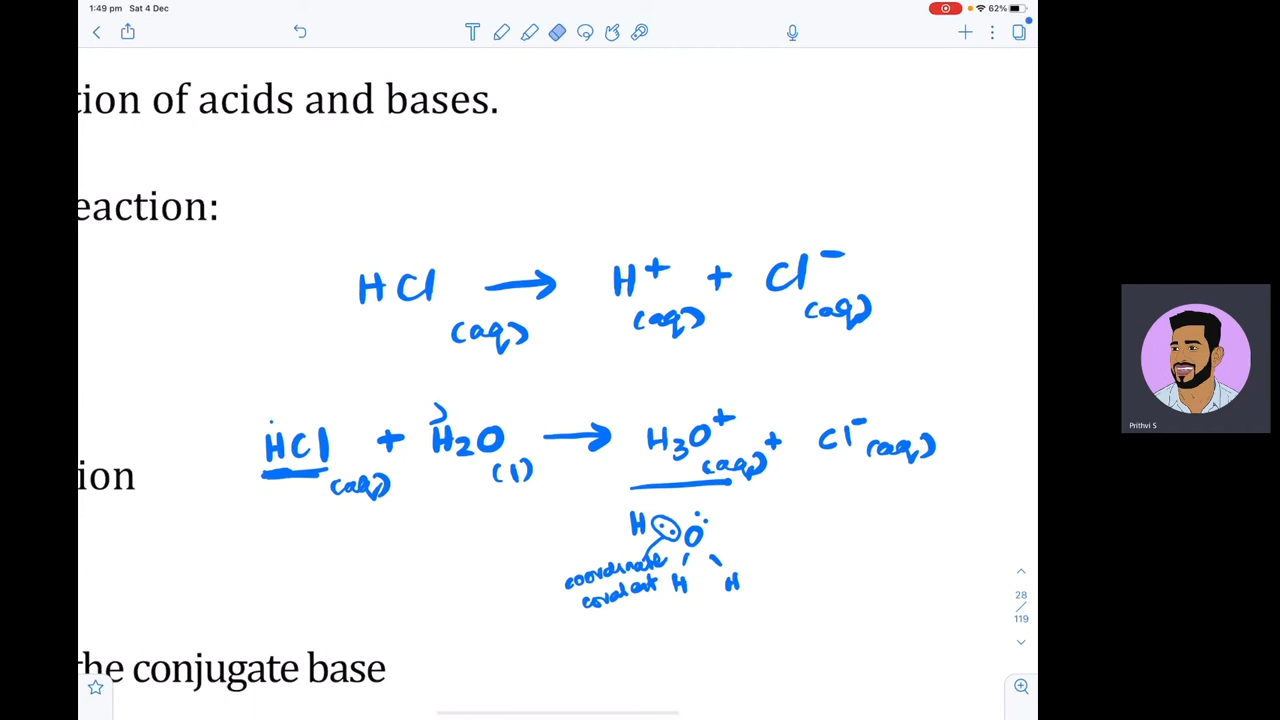 1:49 pm Sat 4 Dec 62%
T
tion of acids and bases.
eaction:
HCl (aq) → H+ (aq) + Cl− (aq)
HCl (aq) + H2O (l) → H3O+ (aq) + Cl− (aq)
ion
H O
coordinate
covalent H H
28
/
119
the conjugate base
Prithvi S